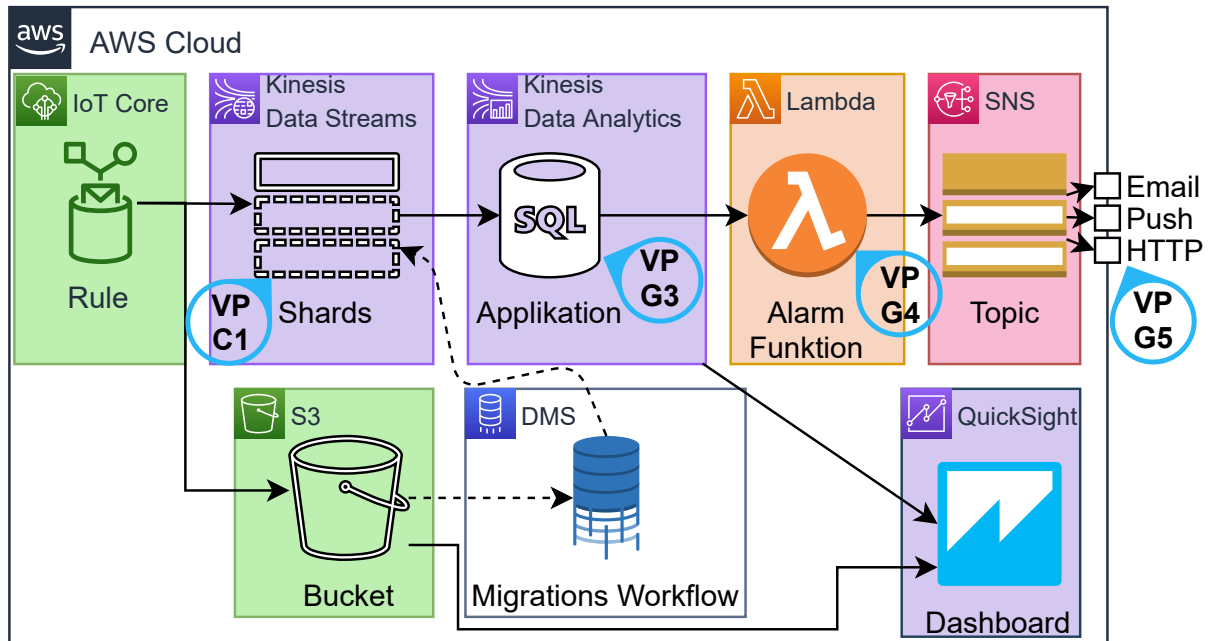 aws
AWS Cloud
IoT Core
Rule
Kinesis
Data Streams
Shards
VP
C1
Kinesis
Data Analytics
SQL
Applikation
VP
G3
Lambda
Alarm
Funktion
VP
G4
SNS
Topic
Email
Push
HTTP
VP
G5
S3
Bucket
DMS
Migrations Workflow
QuickSight
Dashboard